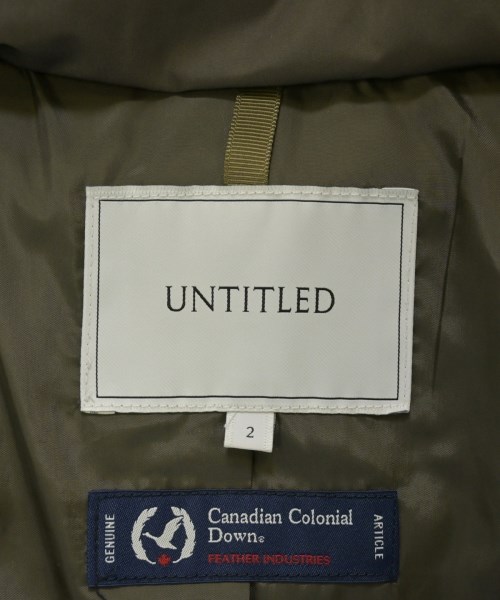 UNTITLED
2
GENUINE
Canadian Colonial
Down®
FEATHER INDUSTRIES
ARTICLE